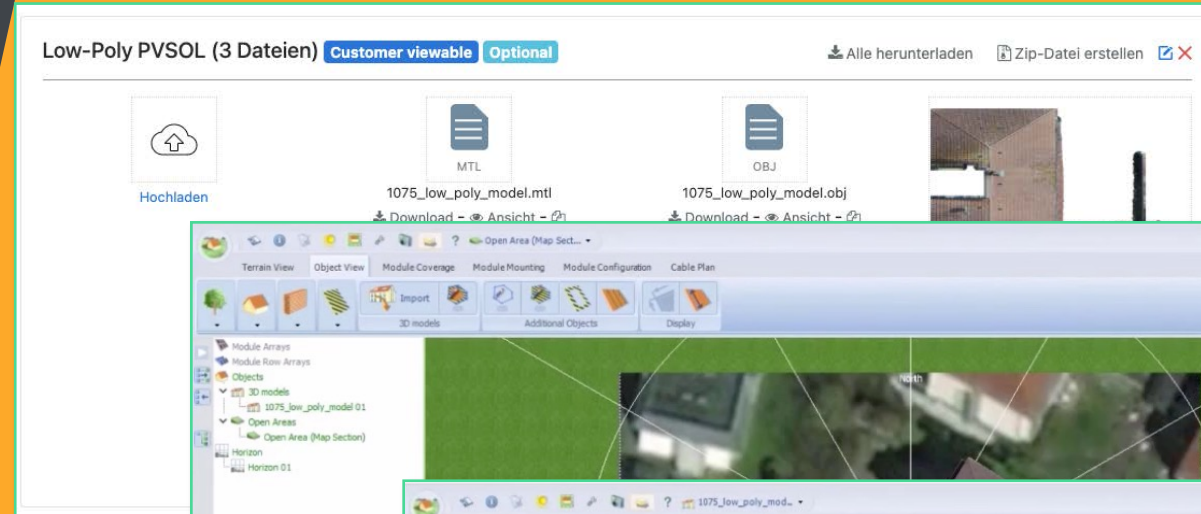 Low-Poly PVSOL (3 Dateien) Customer viewable Optional
Alle herunterladen Zip-Datei erstellen
MTL
OBJ
Hochladen
1075_low_poly_model.mtl
1075_low_poly_model.obj
Download - Ansicht -
Download - Ansicht -
? Open Area (Map Sect...
Terrain View Object View Module Coverage Module Mounting Module Configuration Cable Plan
Import
3D models Additional Objects Display
Module Arrays
Module Row Arrays
Objects
3D models
1075_low_poly_model 01
Open Areas
Open Area (Map Section)
Horizon
Horizon 01
North
? 1075_low_poly_mod...